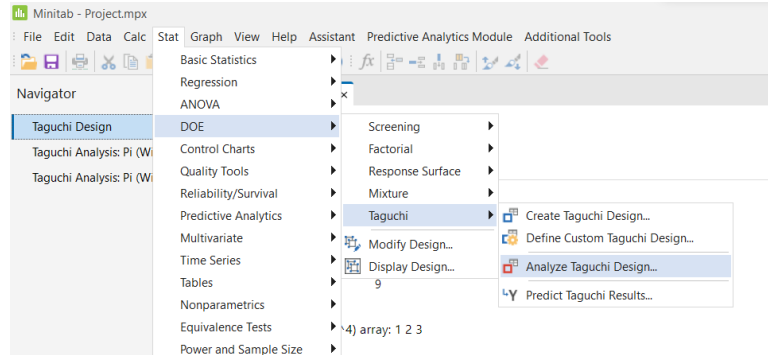 Minitab - Project.mpx
File Edit Data Calc Stat Graph View Help Assistant Predictive Analytics Module Additional Tools
Navigator
Taguchi Design
Taguchi Analysis: Pi (Wi
Taguchi Analysis: Pi (Wi
Basic Statistics
Regression
ANOVA
DOE
Control Charts
Quality Tools
Reliability/Survival
Predictive Analytics
Multivariate
Time Series
Tables
Nonparametrics
Equivalence Tests
Power and Sample Size
Screening
Factorial
Response Surface
Mixture
Taguchi
Modify Design...
Display Design...
Create Taguchi Design...
Define Custom Taguchi Design...
Analyze Taguchi Design...
Predict Taguchi Results...
9
^4) array: 1 2 3